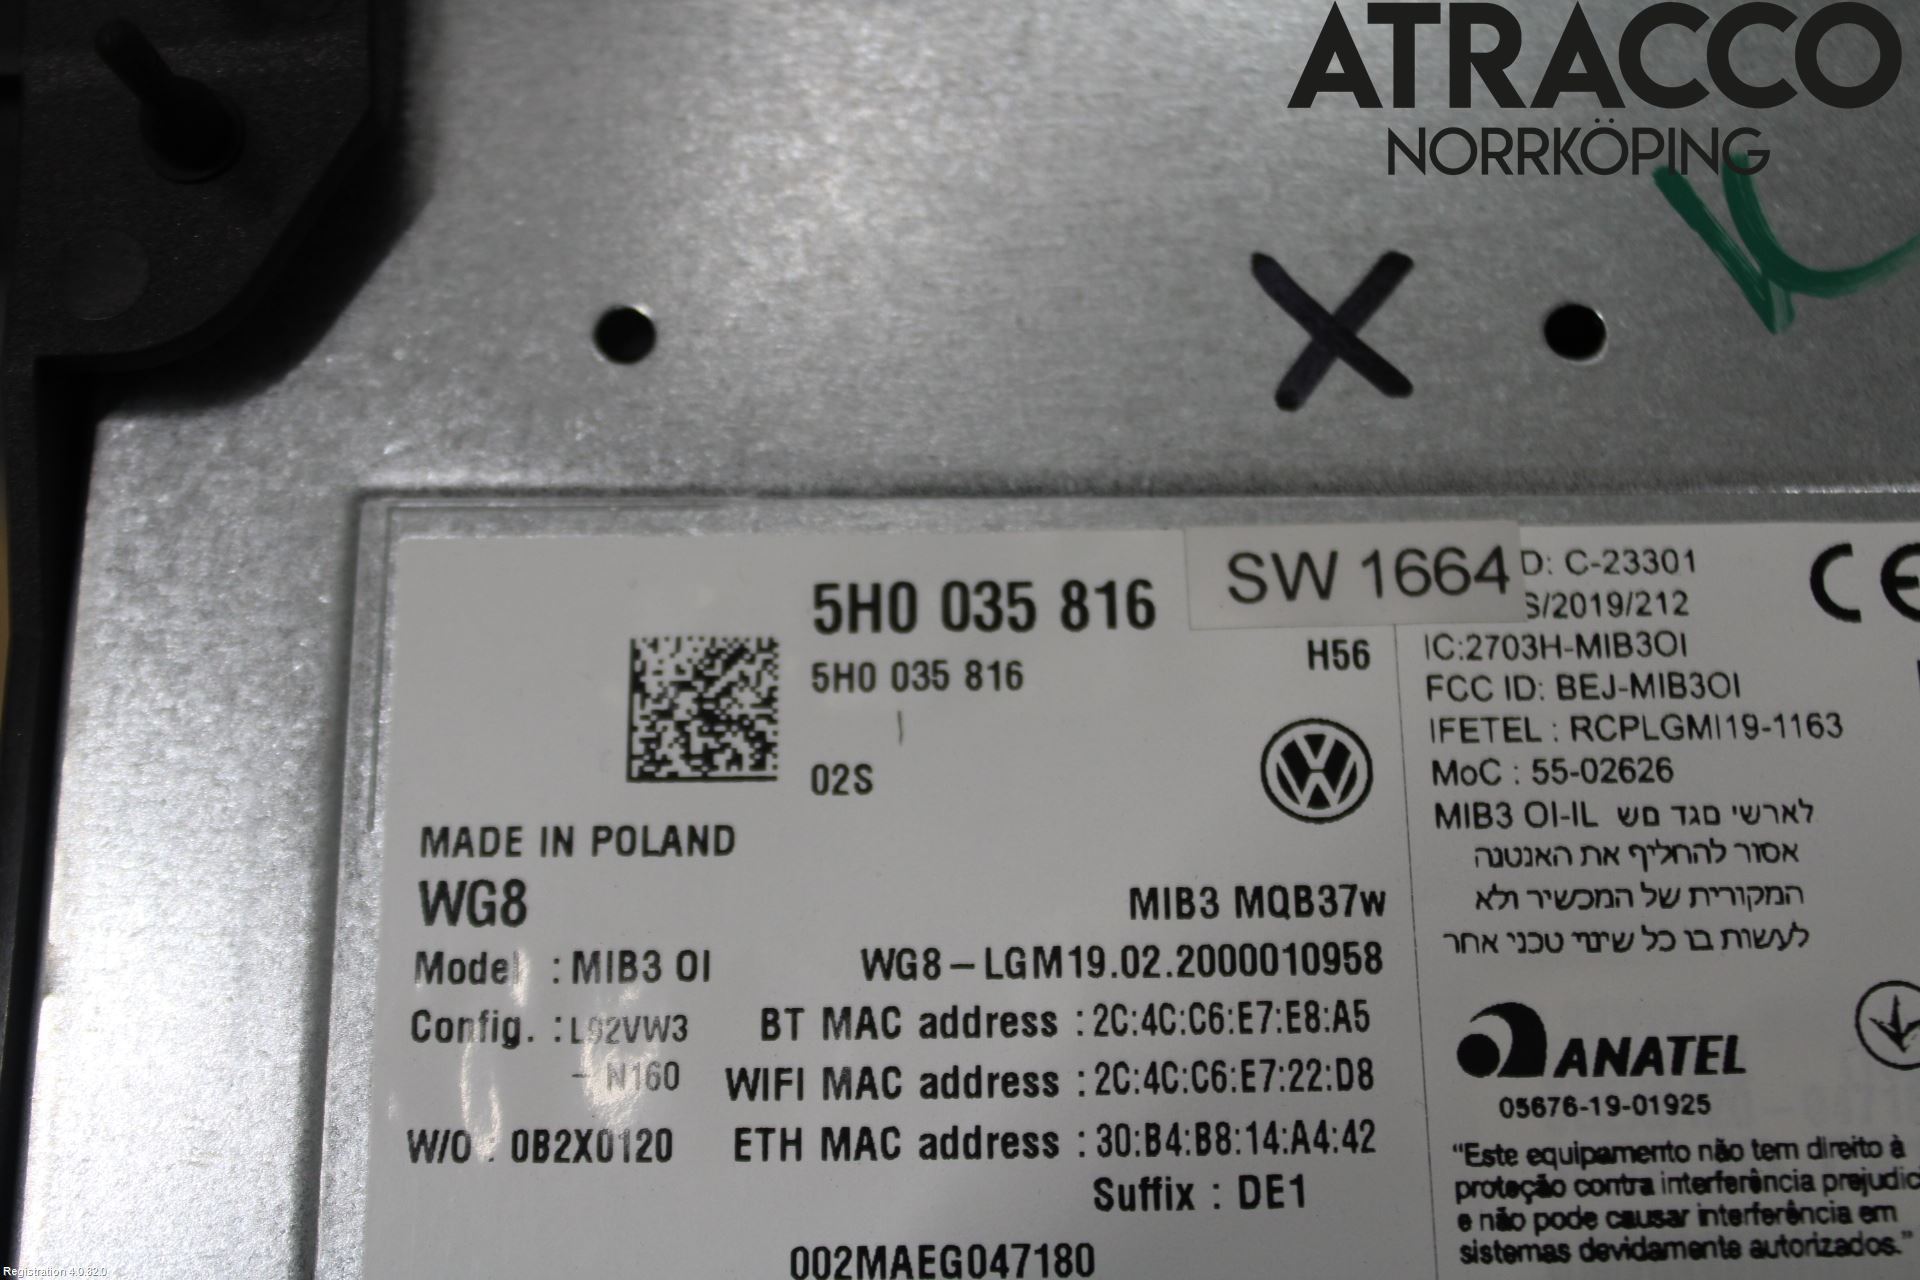 ATRACCO
NORRKÖPING
5H0 035 816
SW 1664
5H0 035 816
H56
02S
MADE IN POLAND
WG8
MIB3 MQB37w
Model : MIB3 OI
WG8-LGM19.02.2000010958
Config. : L92VW3
- N160
BT MAC address : 2C:4C:C6:E7:E8:A5
WIFI MAC address : 2C:4C:C6:E7:22:D8
W/O : 0B2X0120
ETH MAC address : 30:B4:B8:14:A4:42
Suffix : DE1
002MAEG047180
D: C-23301
S/2019/212
CE
IC:2703H-MIB3OI
FCC ID: BEJ-MIB3OI
IFETEL : RCPLGMI19-1163
MoC : 55-02626
MIB3 OI-IL לארשי םגד םש
אסור להחליף את האנטנה
המקורית של המכשיר ולא
לעשות בו כל שינוי טכני אחר
ANATEL
05676-19-01925
"Este equipamento não tem direito à
proteção contra interferência prejudic
e não pode causar interferência em
sistemas devidamente autorizados."
Registration 4.0.82.0